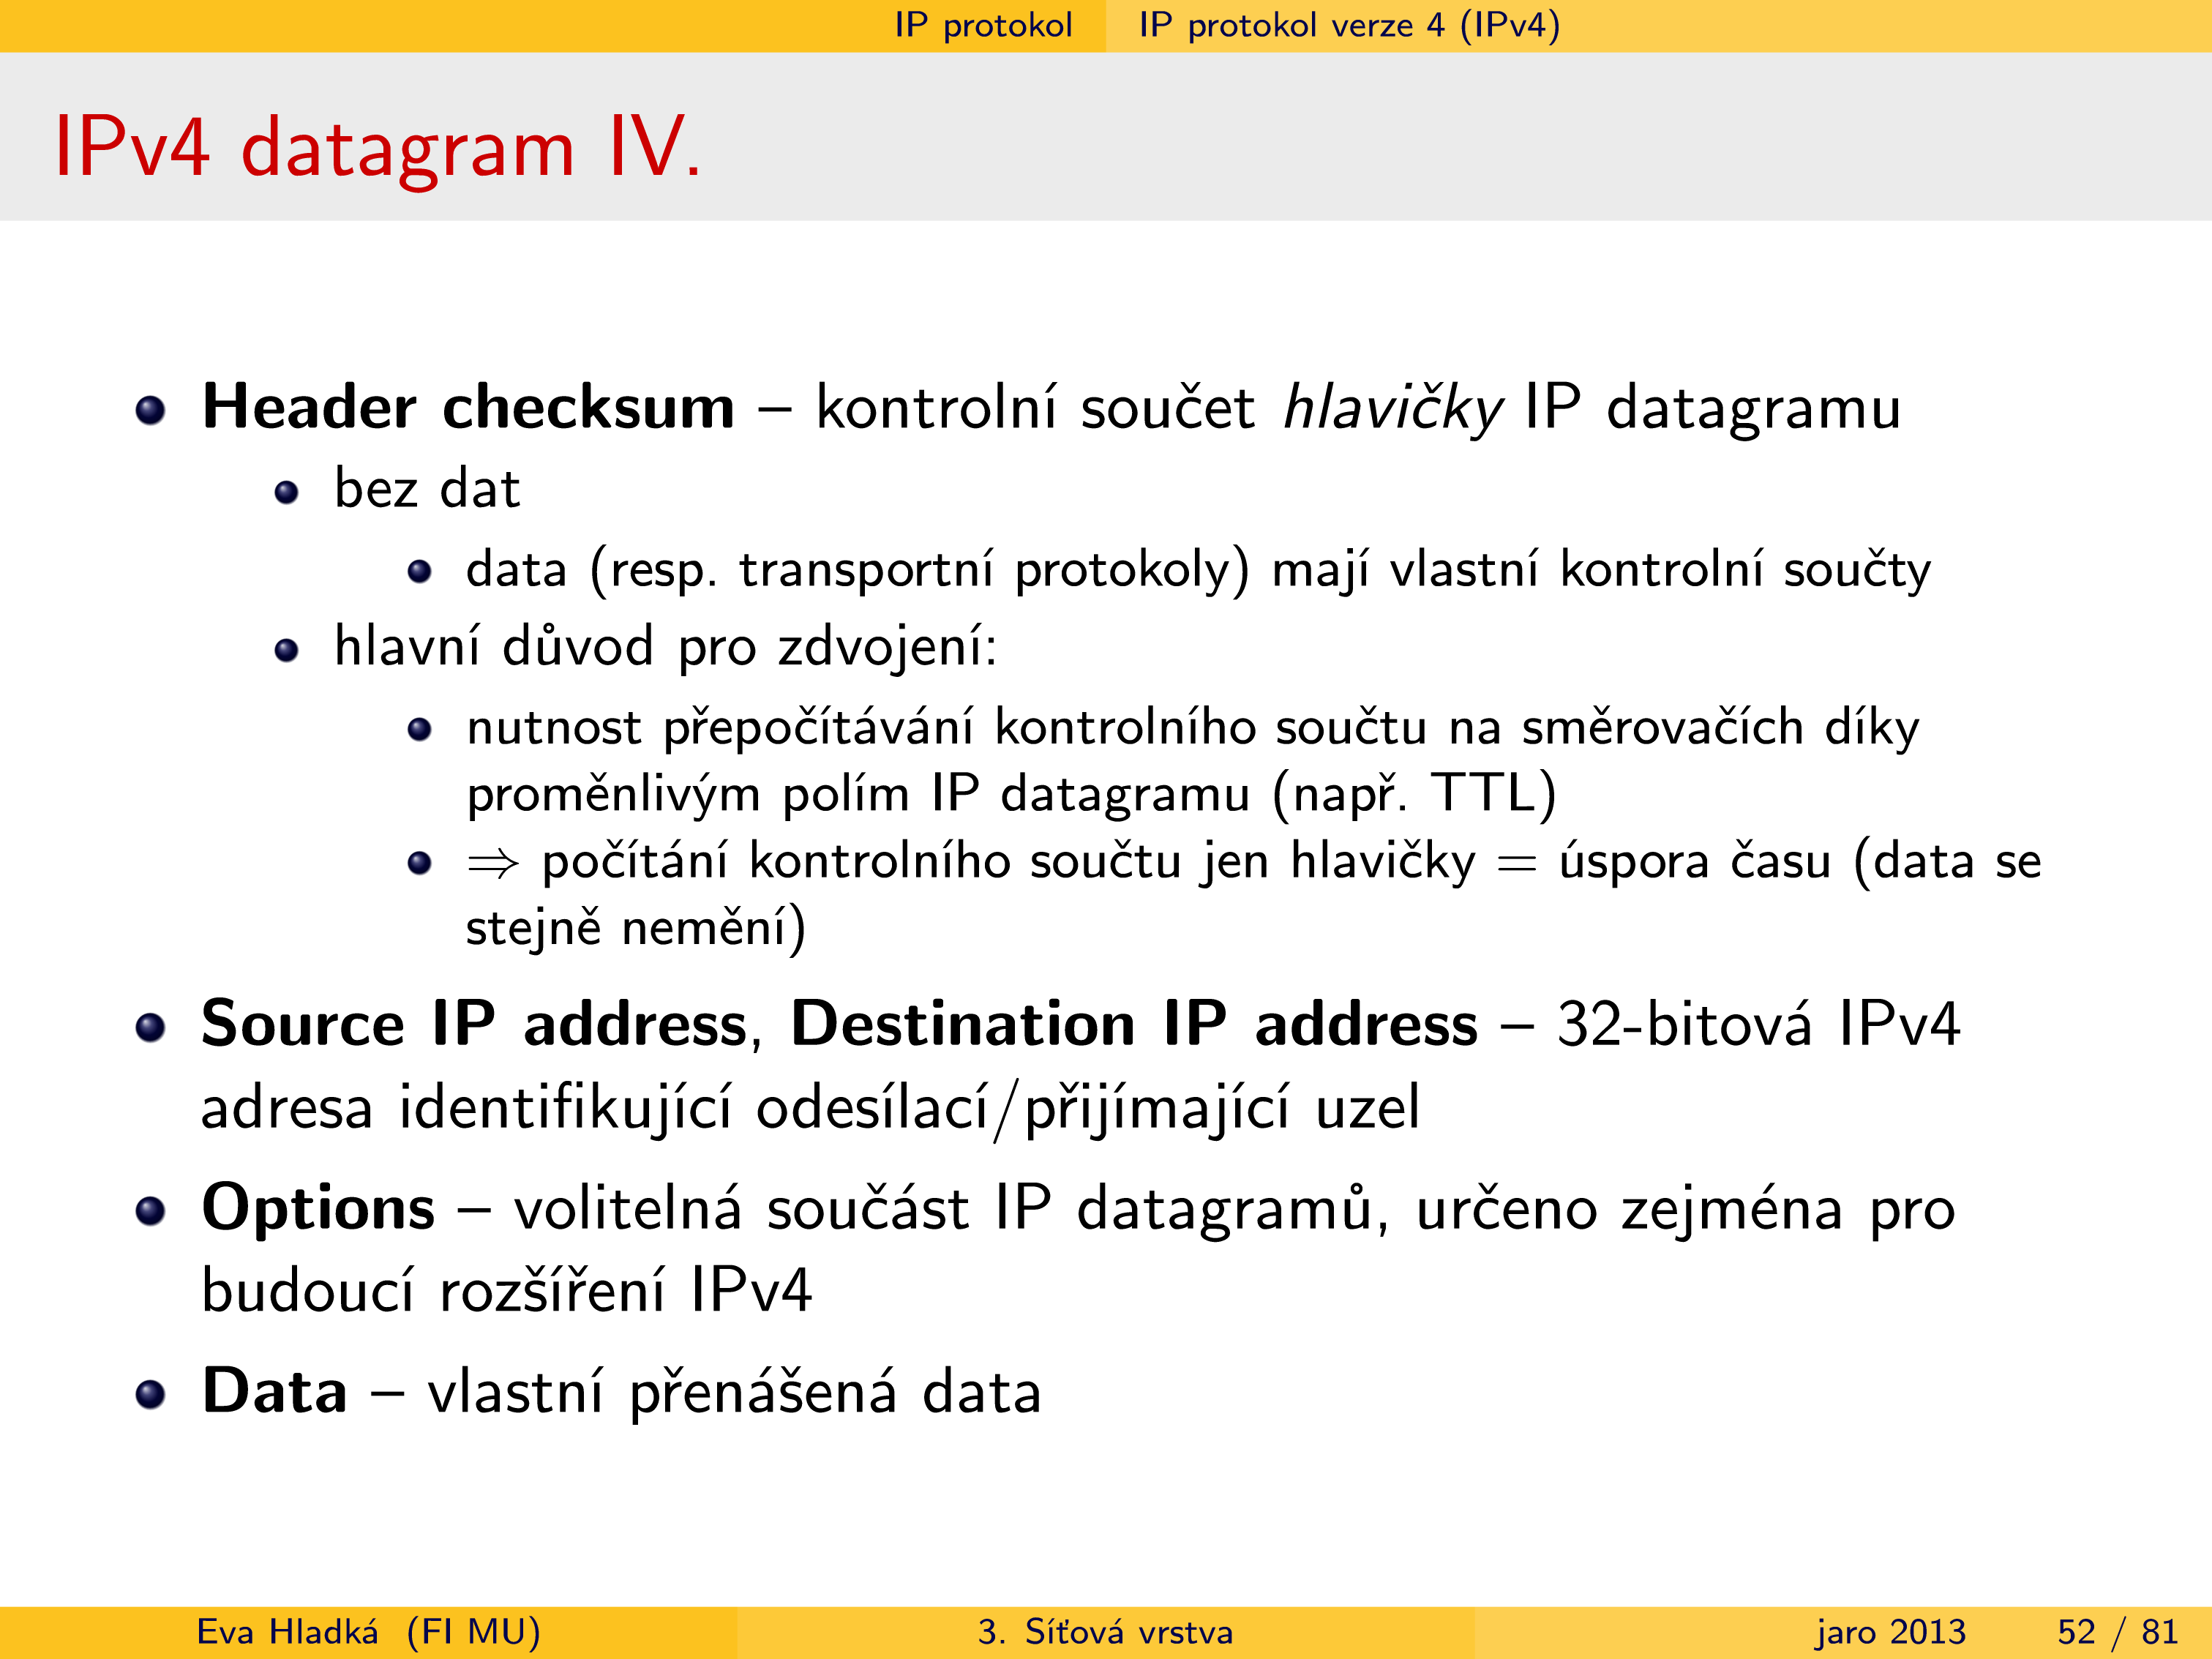 IP protokol IP protokol verze 4 (IPv4)
IPv4 datagram IV.
Header checksum – kontrolní součet hlavičky IP datagramu
bez dat
data (resp. transportní protokoly) mají vlastní kontrolní součty
hlavní důvod pro zdvojení:
nutnost přepočítávání kontrolního součtu na směrovačích díky
proměnlivým polím IP datagramu (např. TTL)
⇒ počítání kontrolního součtu jen hlavičky = úspora času (data se
stejně nemění)
Source IP address, Destination IP address – 32-bitová IPv4
adresa identifikující odesílací/přijímající uzel
Options – volitelná součást IP datagramů, určeno zejména pro
budoucí rozšíření IPv4
Data – vlastní přenášená data
Eva Hladká (FI MU) 3. Síťová vrstva jaro 2013 52 / 81